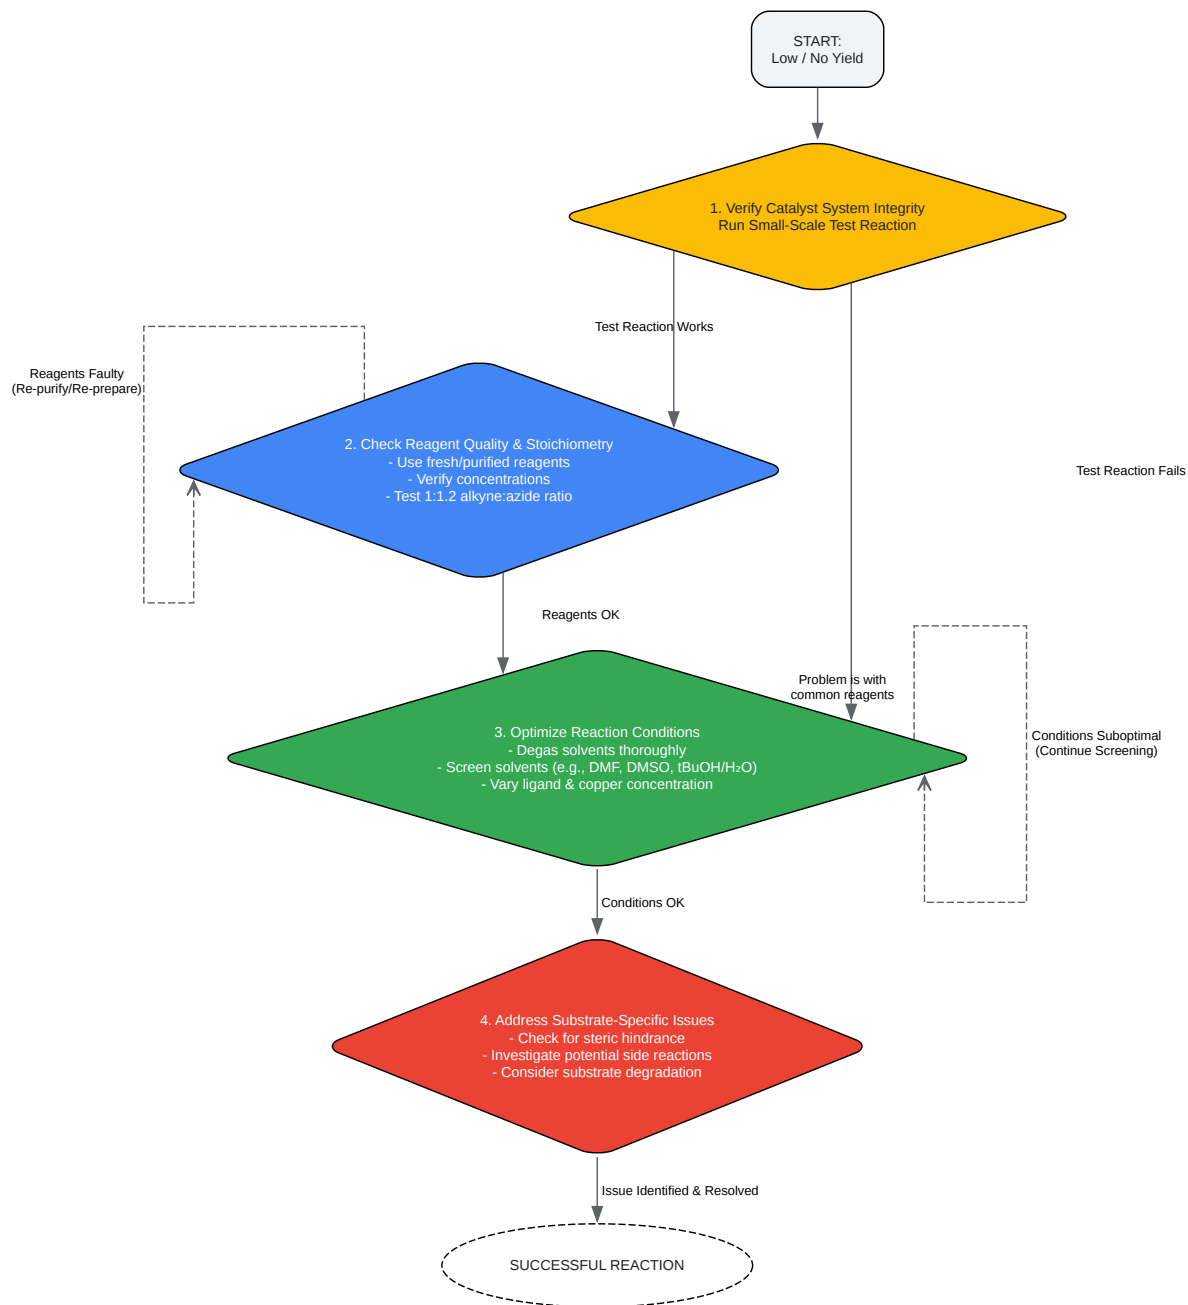 START:
Low / No Yield
1. Verify Catalyst System Integrity
Run Small-Scale Test Reaction
Test Reaction Works
Reagents Faulty
(Re-purify/Re-prepare)
2. Check Reagent Quality & Stoichiometry
- Use fresh/purified reagents
- Verify concentrations
- Test 1:1.2 alkyne:azide ratio
Test Reaction Fails
Reagents OK
Problem is with
common reagents
3. Optimize Reaction Conditions
- Degas solvents thoroughly
- Screen solvents (e.g., DMF, DMSO, tBuOH/H₂O)
- Vary ligand & copper concentration
Conditions Suboptimal
(Continue Screening)
Conditions OK
4. Address Substrate-Specific Issues
- Check for steric hindrance
- Investigate potential side reactions
- Consider substrate degradation
Issue Identified & Resolved
SUCCESSFUL REACTION